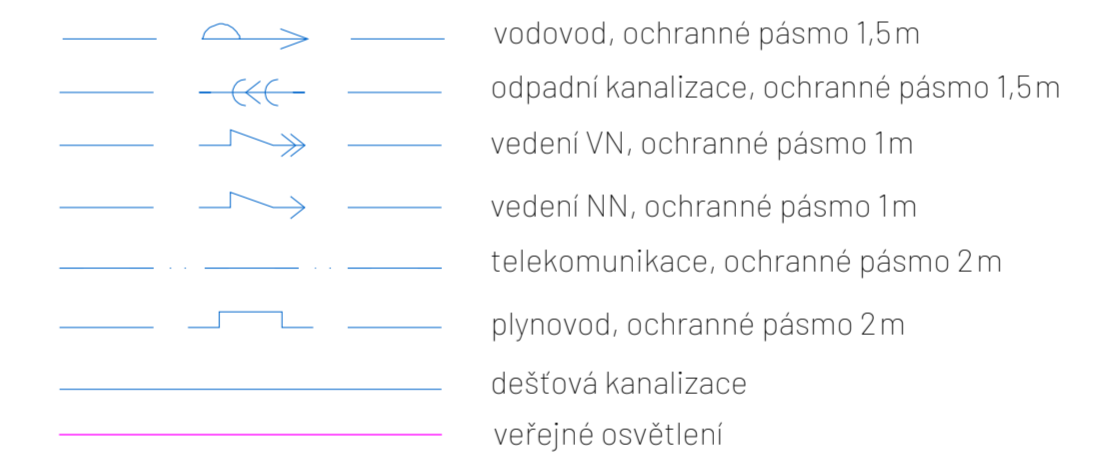 vodovod, ochranné pásmo 1,5 m
odpadní kanalizace, ochranné pásmo 1,5 m
vedení VN, ochranné pásmo 1 m
vedení NN, ochranné pásmo 1 m
telekomunikace, ochranné pásmo 2 m
plynovod, ochranné pásmo 2 m
dešťová kanalizace
veřejné osvětlení